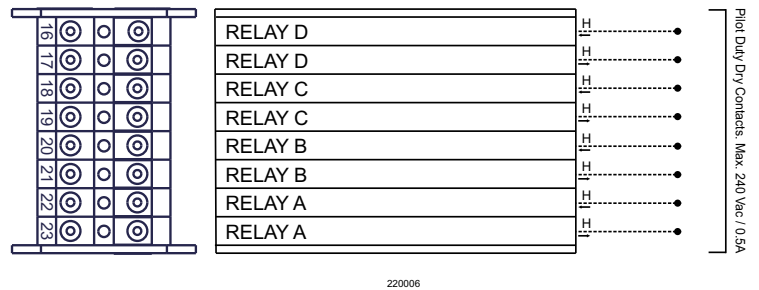 16 RELAY D H
17 RELAY D H
18 RELAY C H
19 RELAY C H
20 RELAY B H
21 RELAY B H
22 RELAY A H
23 RELAY A H
Pilot Duty Dry Contacts. Max. 240 Vac / 0.5A
220006